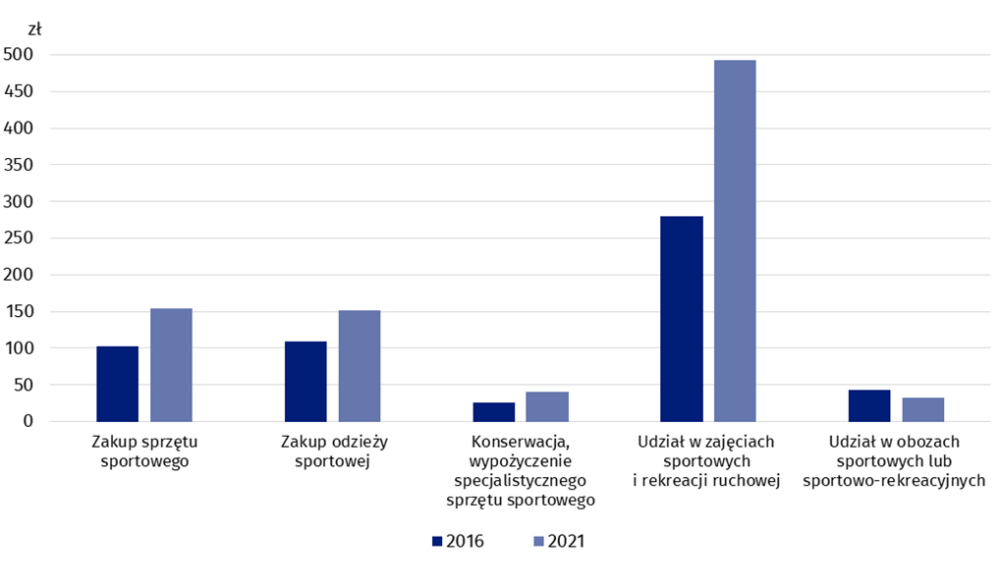 zł
500
450
400
350
300
250
200
150
100
50
0
Zakup sprzętu
sportowego
Zakup odzieży
sportowej
Konserwacja,
wypożyczenie
specjalistycznego
sprzętu sportowego
Udział w zajęciach
sportowych
i rekreacji ruchowej
Udział w obozach
sportowych lub
sportowo-rekreacyjnych
2016
2021